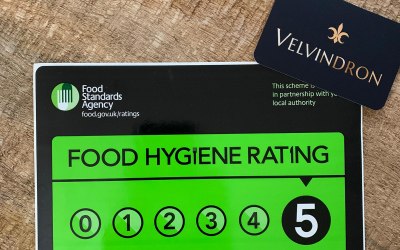 VELVINDRON
Food
Standards
Agency
food.gov.uk/ratings
This scheme is
in partnership with
local authority
FOOD HYGIENE RATING
0 1 2 3 4 5